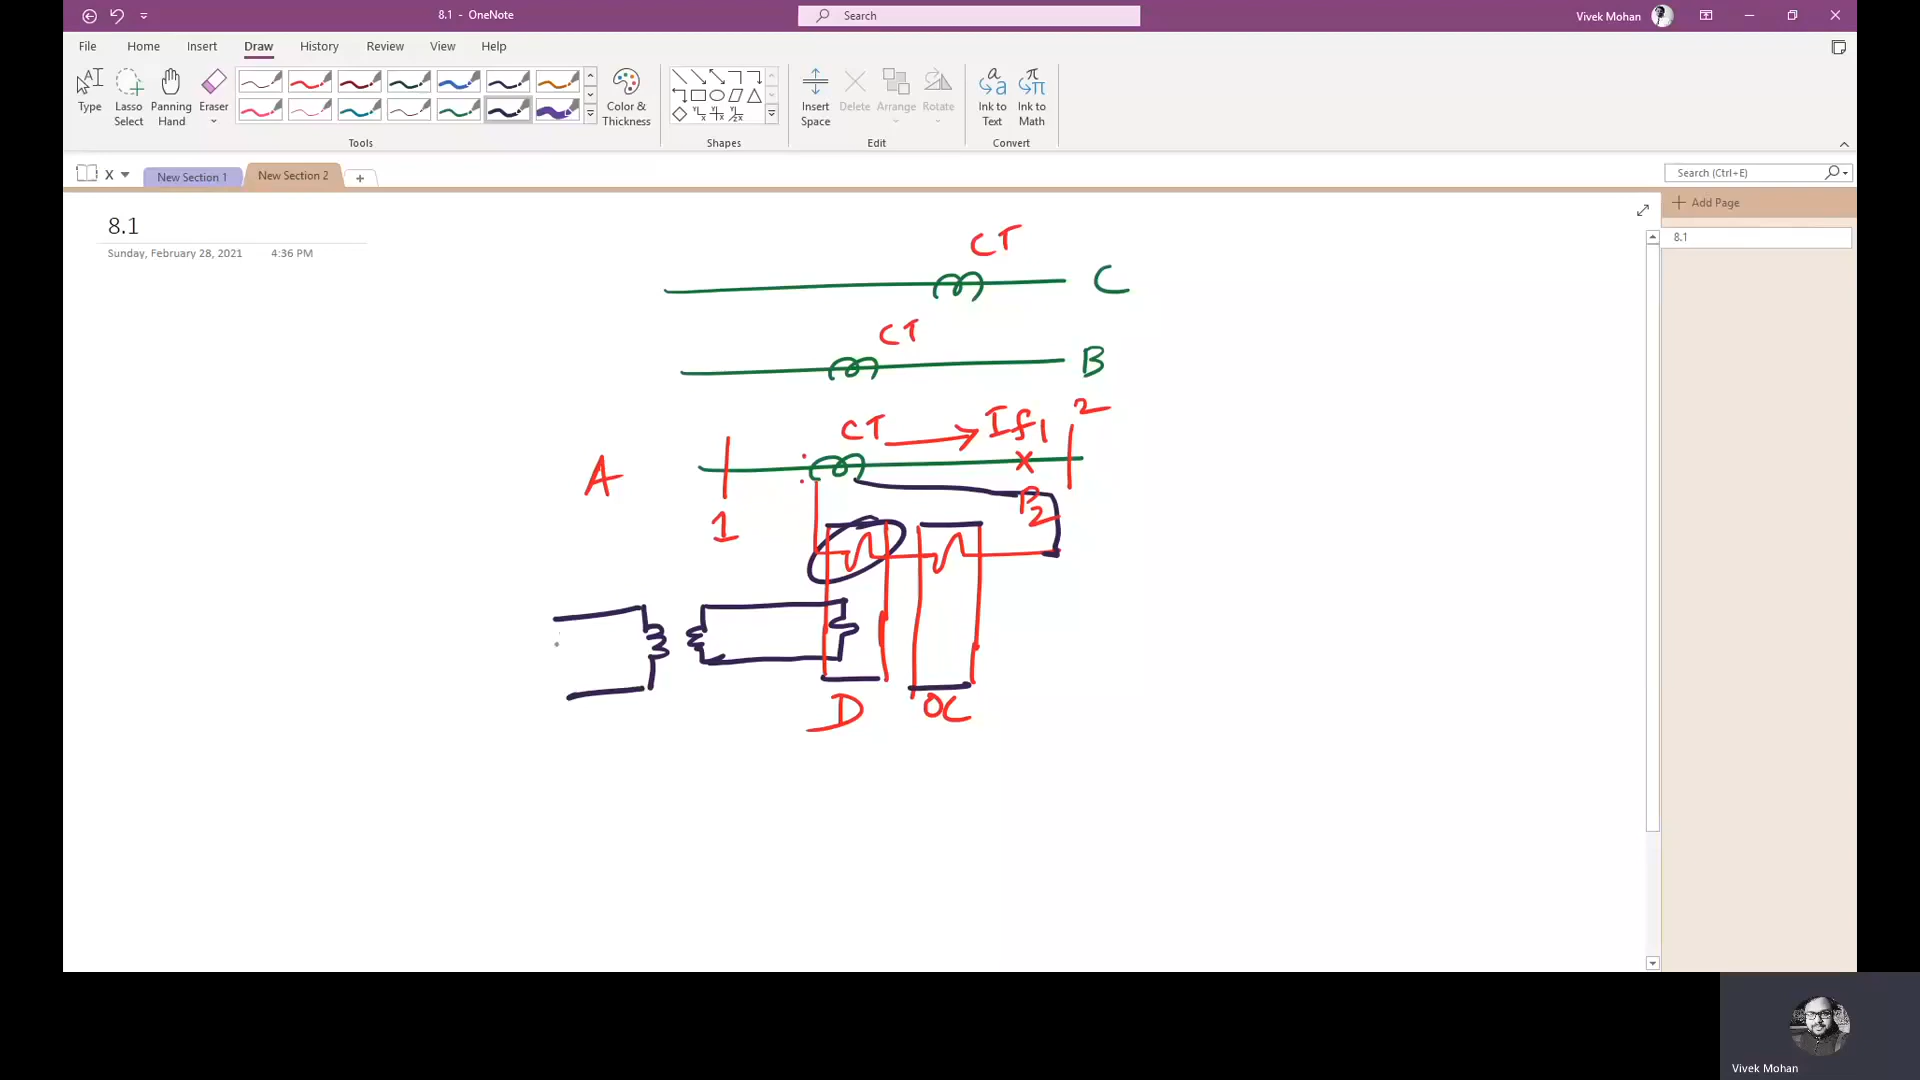 8.1 - OneNote
Search
Vivek Mohan
File Home Insert Draw History Review View Help
Type
Lasso Select
Panning Hand
Eraser
Color & Thickness
Insert Space
Delete
Arrange
Rotate
Ink to Text
Ink to Math
Tools
Shapes
Edit
Convert
X
New Section 1
New Section 2
Search (Ctrl+E)
Add Page
8.1
8.1
Sunday, February 28, 2021 4:36 PM
CT
C
CT
B
CT
If1
2
A
1
P2
D
OC
Vivek Mohan